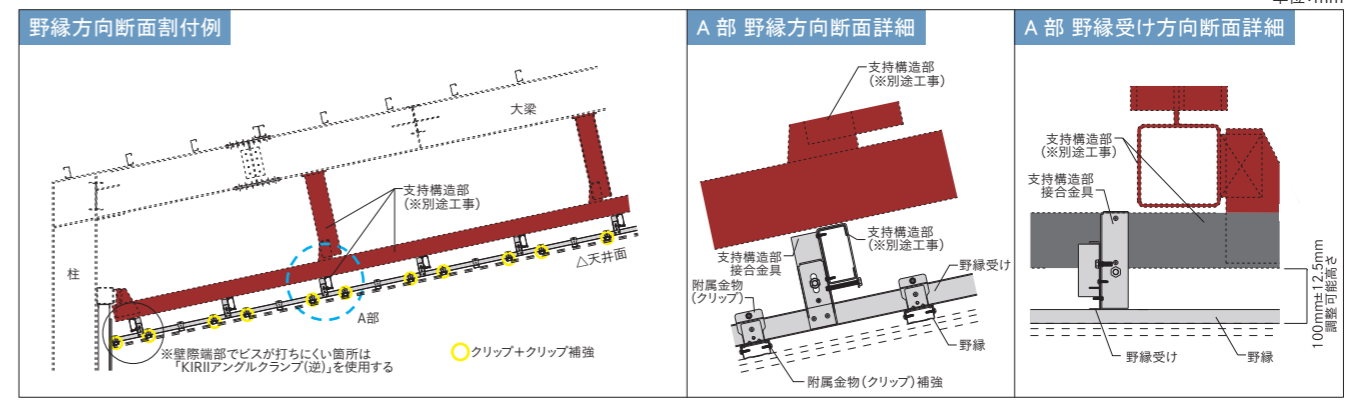 単位:mm
野縁方向断面割付例
大梁
支持構造部
(※別途工事)
柱
△天井面
A部
※壁際端部でビスが打ちにくい箇所は
「KIRIIアングルクランプ(逆)」を使用する
クリップ+クリップ補強
A 部 野縁方向断面詳細
支持構造部
(※別途工事)
支持構造部
(※別途工事)
支持構造部
接合金具
附属金物
(クリップ)
野縁受け
野縁
附属金物(クリップ)補強
A 部 野縁受け方向断面詳細
支持構造部
(※別途工事)
支持構造部
接合金具
100mm±12.5mm
調整可能高さ
野縁受け
野縁